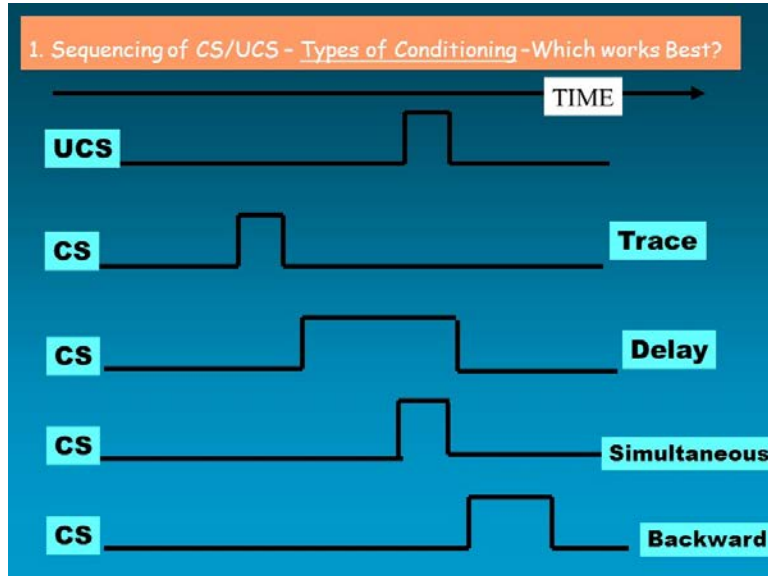 1. Sequencing of CS/UCS – Types of Conditioning –Which works Best?
TIME
UCS
CS
Trace
CS
Delay
CS
Simultaneous
CS
Backward